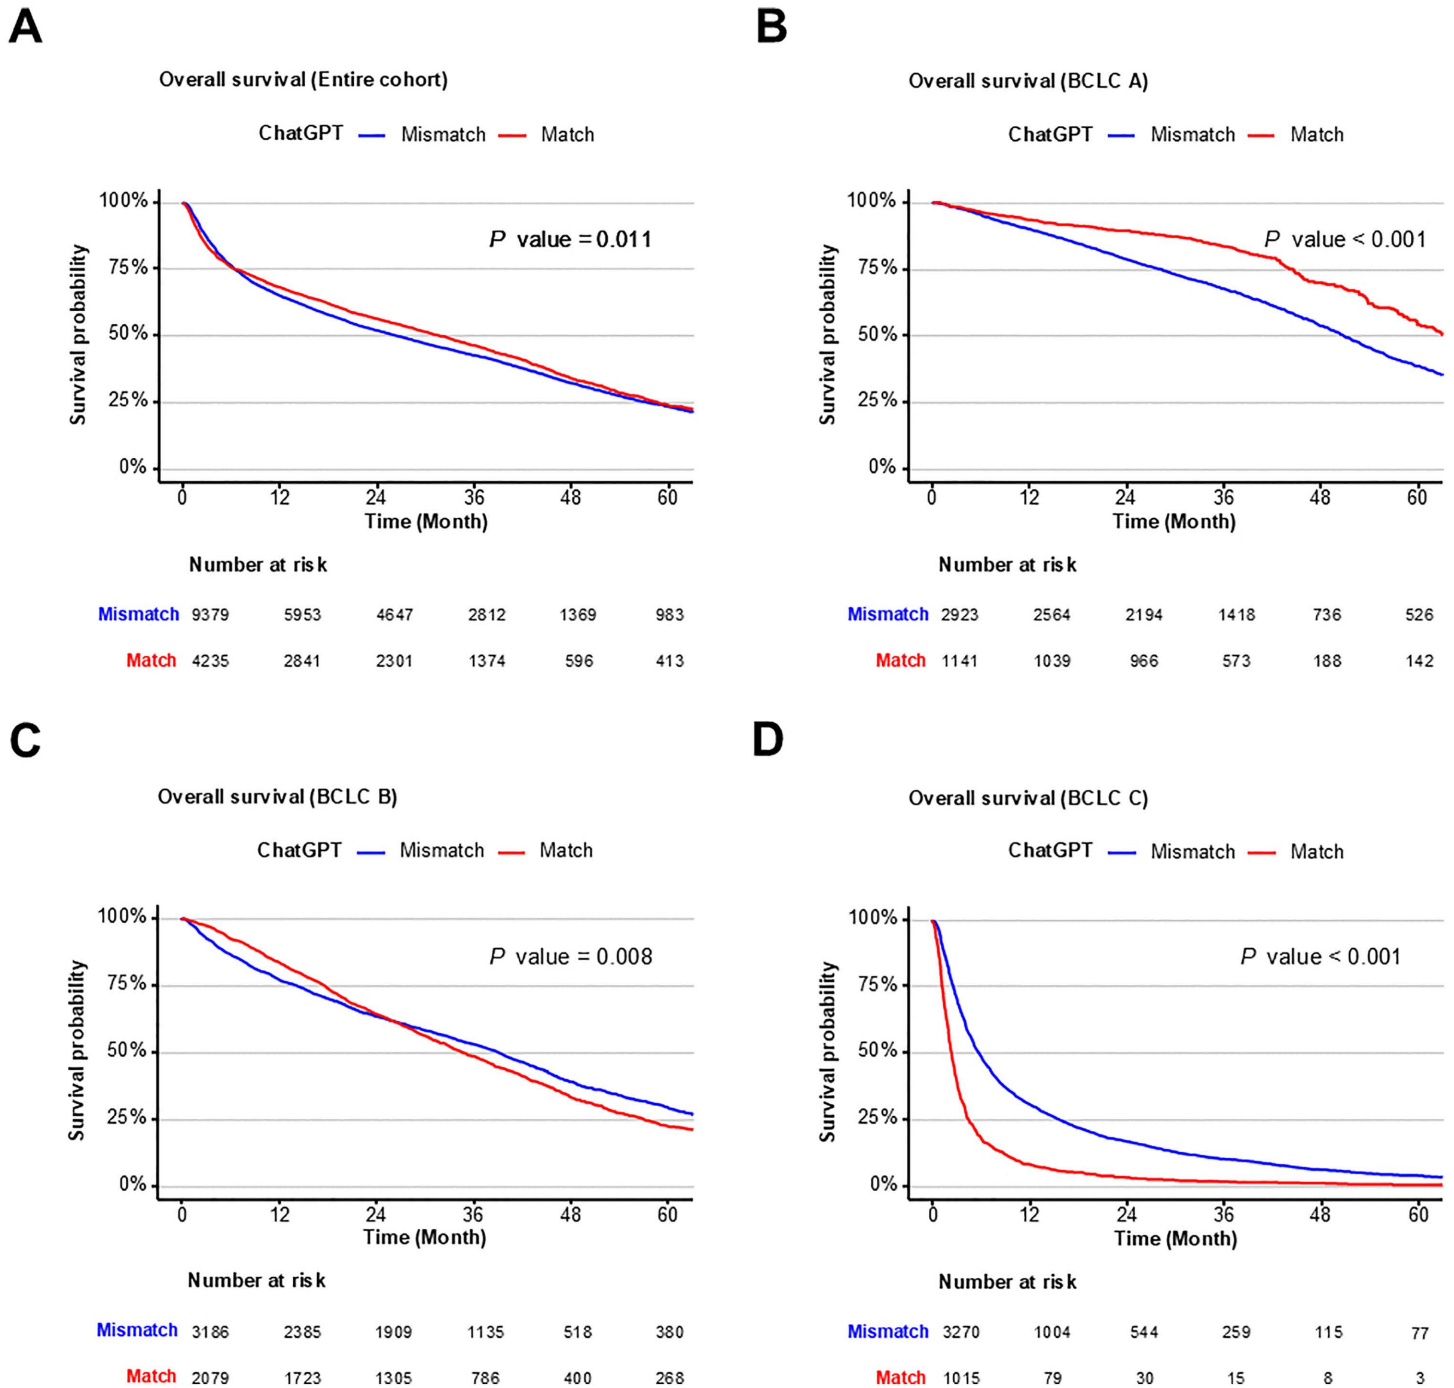 A
Overall survival (Entire cohort)
ChatGPT Mismatch Match
100%
75%
50%
25%
0%
Survival probability
P value = 0.011
0 12 24 36 48 60
Time (Month)
Number at risk
Mismatch 9379 5953 4647 2812 1369 983
Match 4235 2841 2301 1374 596 413
B
Overall survival (BCLC A)
ChatGPT Mismatch Match
100%
75%
50%
25%
0%
Survival probability
P value < 0.001
0 12 24 36 48 60
Time (Month)
Number at risk
Mismatch 2923 2564 2194 1418 736 526
Match 1141 1039 966 573 188 142
C
Overall survival (BCLC B)
ChatGPT Mismatch Match
100%
75%
50%
25%
0%
Survival probability
P value = 0.008
0 12 24 36 48 60
Time (Month)
Number at risk
Mismatch 3186 2385 1909 1135 518 380
Match 2079 1723 1305 786 400 268
D
Overall survival (BCLC C)
ChatGPT Mismatch Match
100%
75%
50%
25%
0%
Survival probability
P value < 0.001
0 12 24 36 48 60
Time (Month)
Number at risk
Mismatch 3270 1004 544 259 115 77
Match 1015 79 30 15 8 3